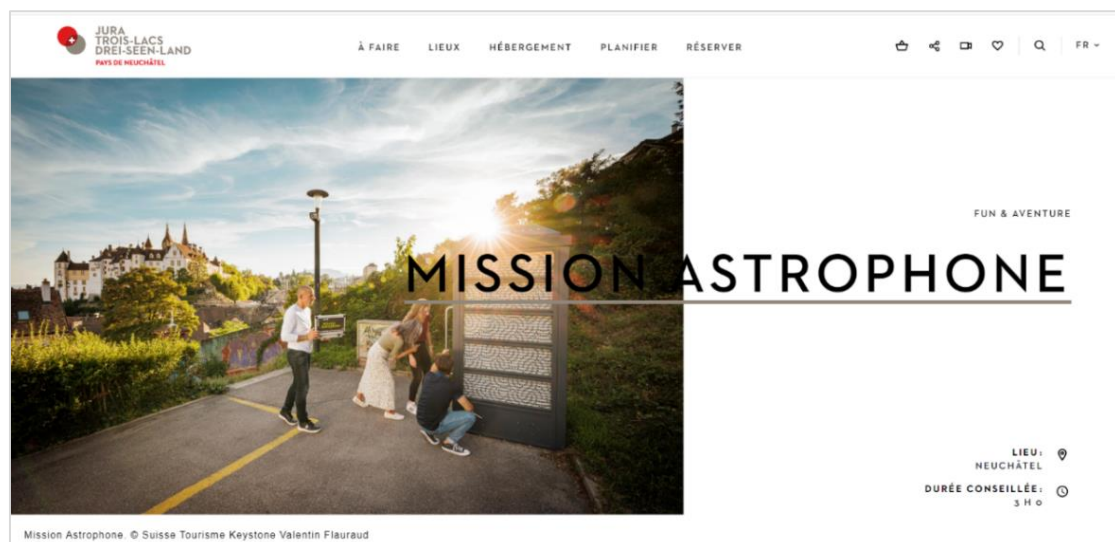 JURA
TROIS-LACS
DREI-SEEN-LAND
PAYS DE NEUCHÂTEL
À FAIRE LIEUX HÉBERGEMENT PLANIFIER RÉSERVER
FR
FUN & AVENTURE
MISSION ASTROPHONE
LIEU:
NEUCHÂTEL
DURÉE CONSEILLÉE:
3 H 0
Mission Astrophone. © Suisse Tourisme Keystone Valentin Flauraud